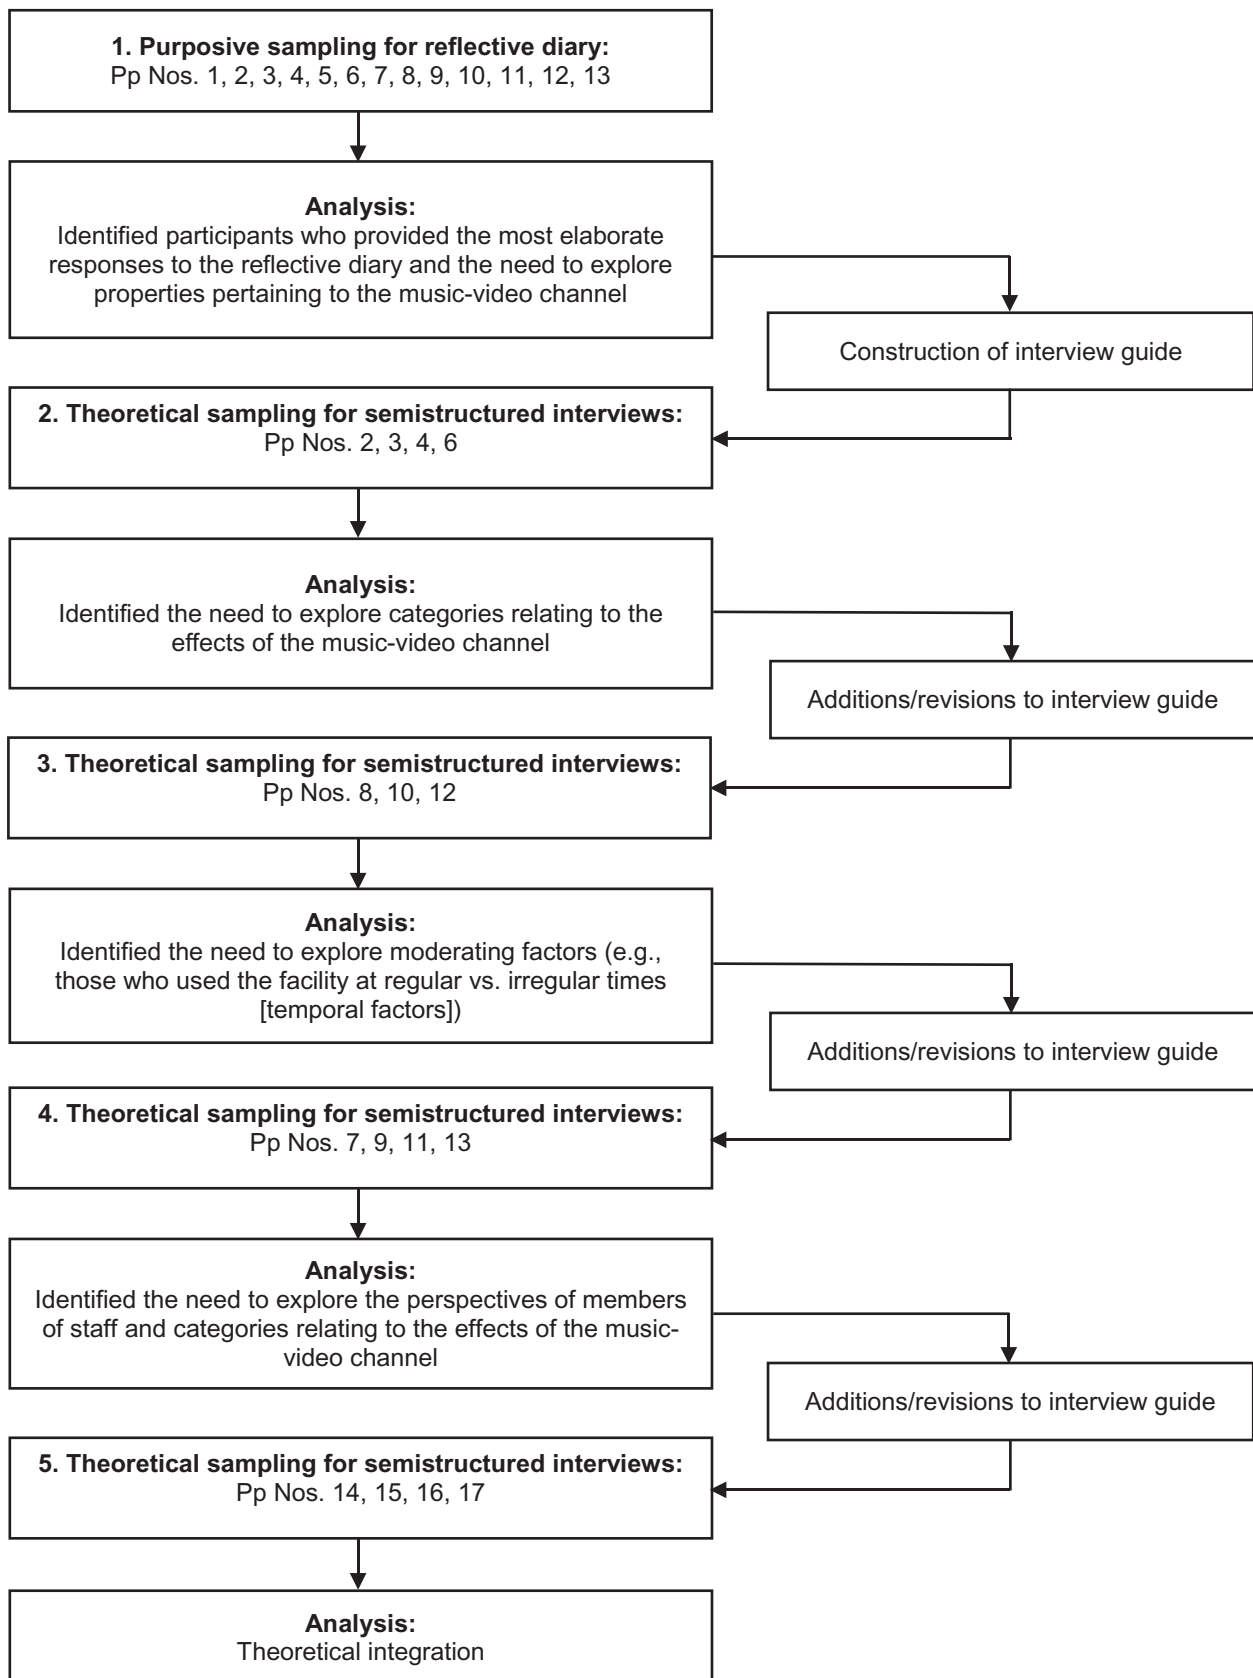 1. Purposive sampling for reflective diary:
Pp Nos. 1, 2, 3, 4, 5, 6, 7, 8, 9, 10, 11, 12, 13
Analysis:
Identified participants who provided the most elaborate
responses to the reflective diary and the need to explore
properties pertaining to the music-video channel
Construction of interview guide
2. Theoretical sampling for semistructured interviews:
Pp Nos. 2, 3, 4, 6
Analysis:
Identified the need to explore categories relating to the
effects of the music-video channel
Additions/revisions to interview guide
3. Theoretical sampling for semistructured interviews:
Pp Nos. 8, 10, 12
Analysis:
Identified the need to explore moderating factors (e.g.,
those who used the facility at regular vs. irregular times
[temporal factors])
Additions/revisions to interview guide
4. Theoretical sampling for semistructured interviews:
Pp Nos. 7, 9, 11, 13
Analysis:
Identified the need to explore the perspectives of members
of staff and categories relating to the effects of the music-
video channel
Additions/revisions to interview guide
5. Theoretical sampling for semistructured interviews:
Pp Nos. 14, 15, 16, 17
Analysis:
Theoretical integration